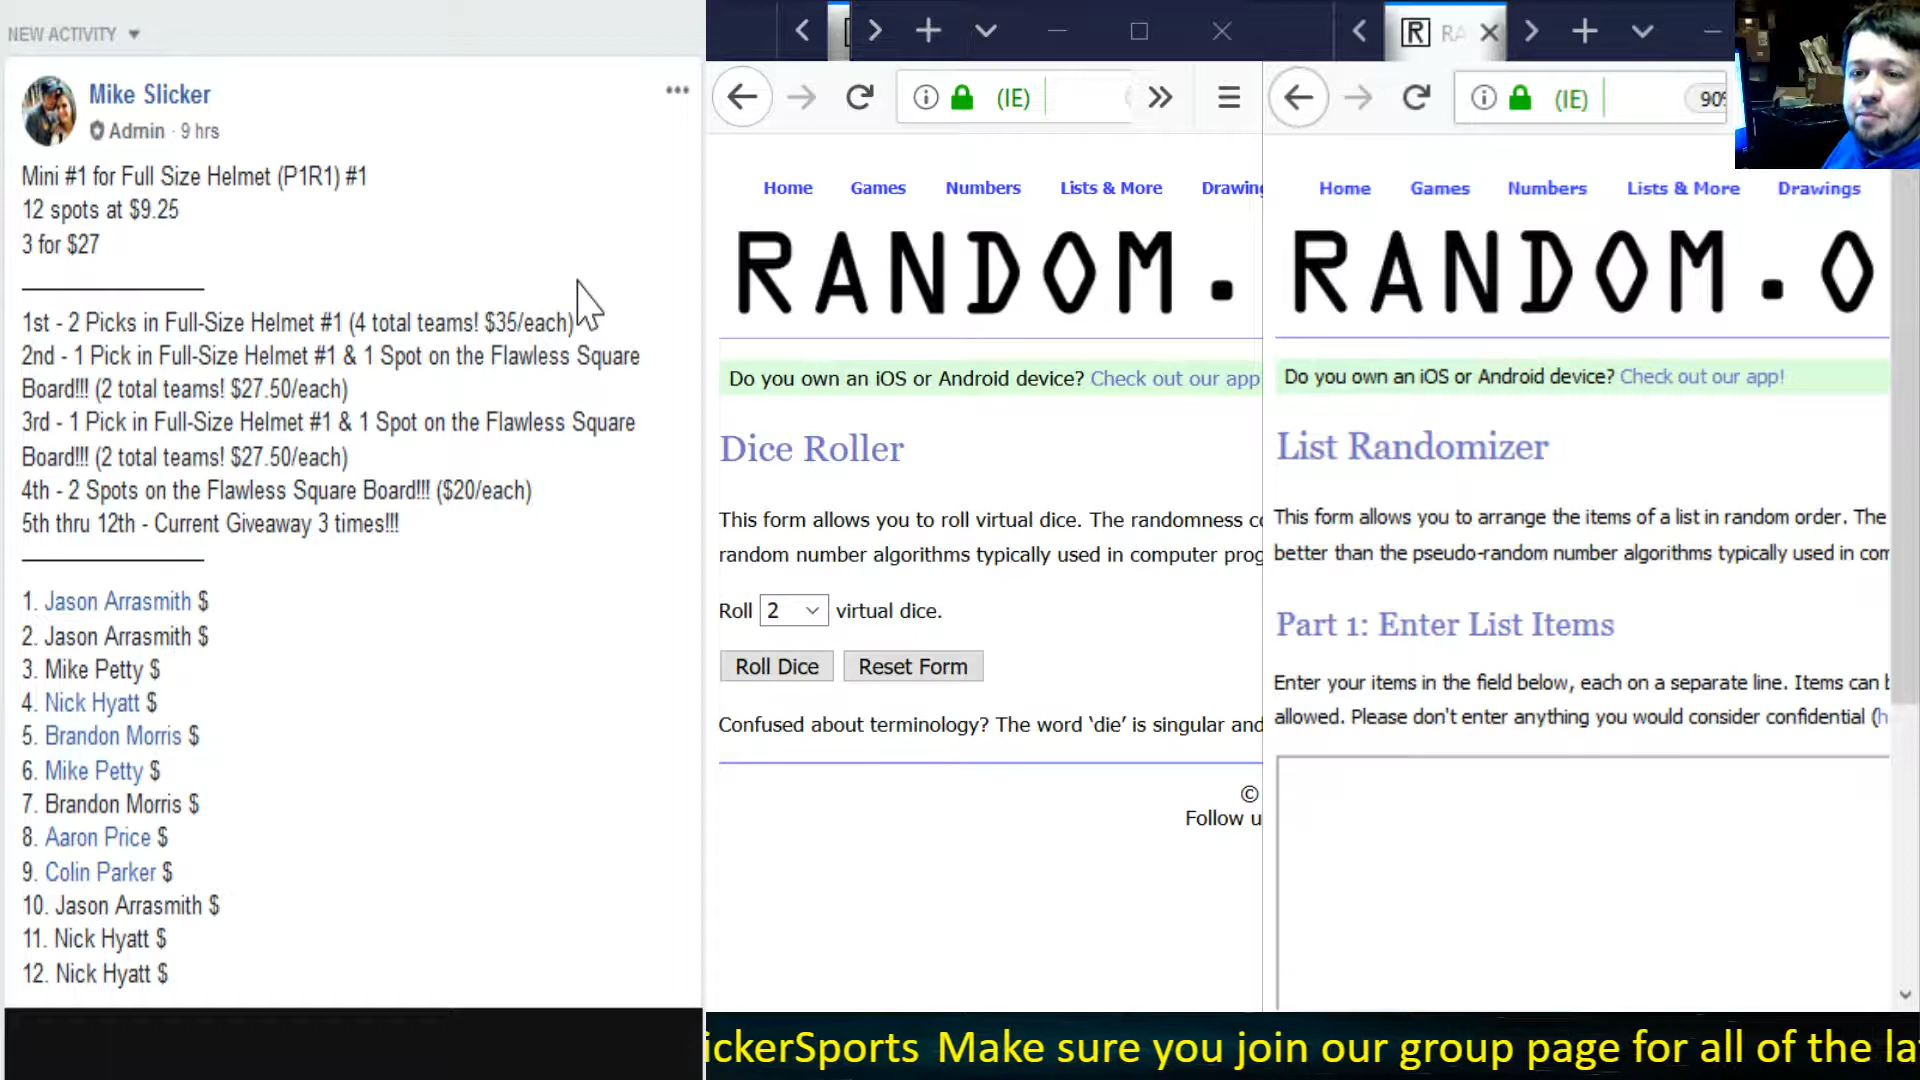 NEW ACTIVITY
Mike Slicker
Admin · 9 hrs
Mini #1 for Full Size Helmet (P1R1) #1
12 spots at $9.25
3 for $27
1st - 2 Picks in Full-Size Helmet #1 (4 total teams! $35/each)
2nd - 1 Pick in Full-Size Helmet #1 & 1 Spot on the Flawless Square
Board!!! (2 total teams! $27.50/each)
3rd - 1 Pick in Full-Size Helmet #1 & 1 Spot on the Flawless Square
Board!!! (2 total teams! $27.50/each)
4th - 2 Spots on the Flawless Square Board!!! ($20/each)
5th thru 12th - Current Giveaway 3 times!!!
1. Jason Arrasmith $
2. Jason Arrasmith $
3. Mike Petty $
4. Nick Hyatt $
5. Brandon Morris $
6. Mike Petty $
7. Brandon Morris $
8. Aaron Price $
9. Colin Parker $
10. Jason Arrasmith $
11. Nick Hyatt $
12. Nick Hyatt $
(IE)
Home Games Numbers Lists & More Drawing
RANDOM.
Do you own an iOS or Android device? Check out our app
Dice Roller
This form allows you to roll virtual dice. The randomness co
random number algorithms typically used in computer prog
Roll 2 virtual dice.
Roll Dice Reset Form
Confused about terminology? The word ‘die’ is singular and
©
Follow u
R RA
(IE) 90
Home Games Numbers Lists & More Drawings
RANDOM.O
Do you own an iOS or Android device? Check out our app!
List Randomizer
This form allows you to arrange the items of a list in random order. The
better than the pseudo-random number algorithms typically used in com
Part 1: Enter List Items
Enter your items in the field below, each on a separate line. Items can b
allowed. Please don't enter anything you would consider confidential (h
ickerSports Make sure you join our group page for all of the la